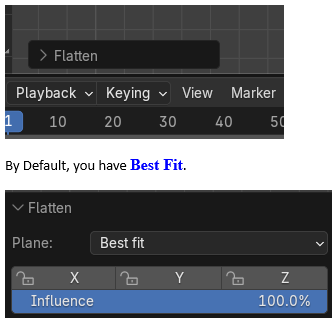 Flatten
Playback Keying View Marker
1 10 20 30 40 50
By Default, you have Best Fit.
Flatten
Plane: Best fit
X Y Z
Influence 100.0%